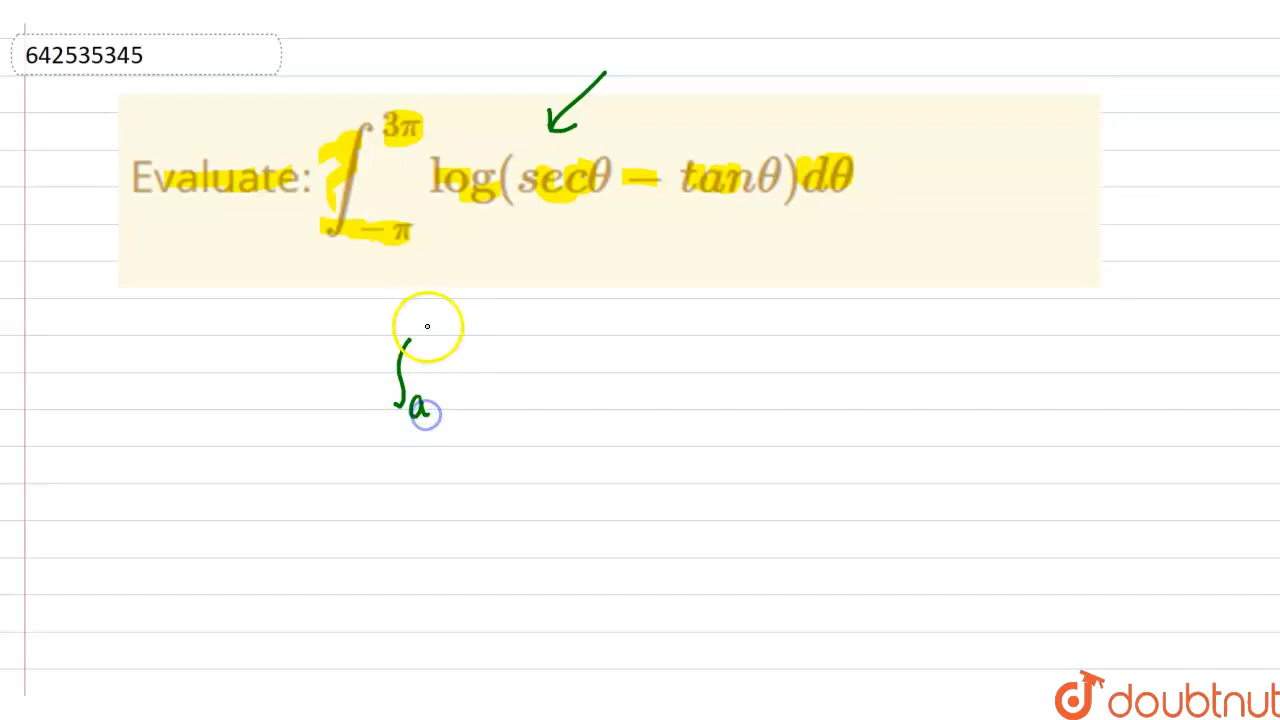 642535345
Evaluate: ∫_{-π}^{3π} log(secθ − tanθ)dθ
∫a
doubtnut